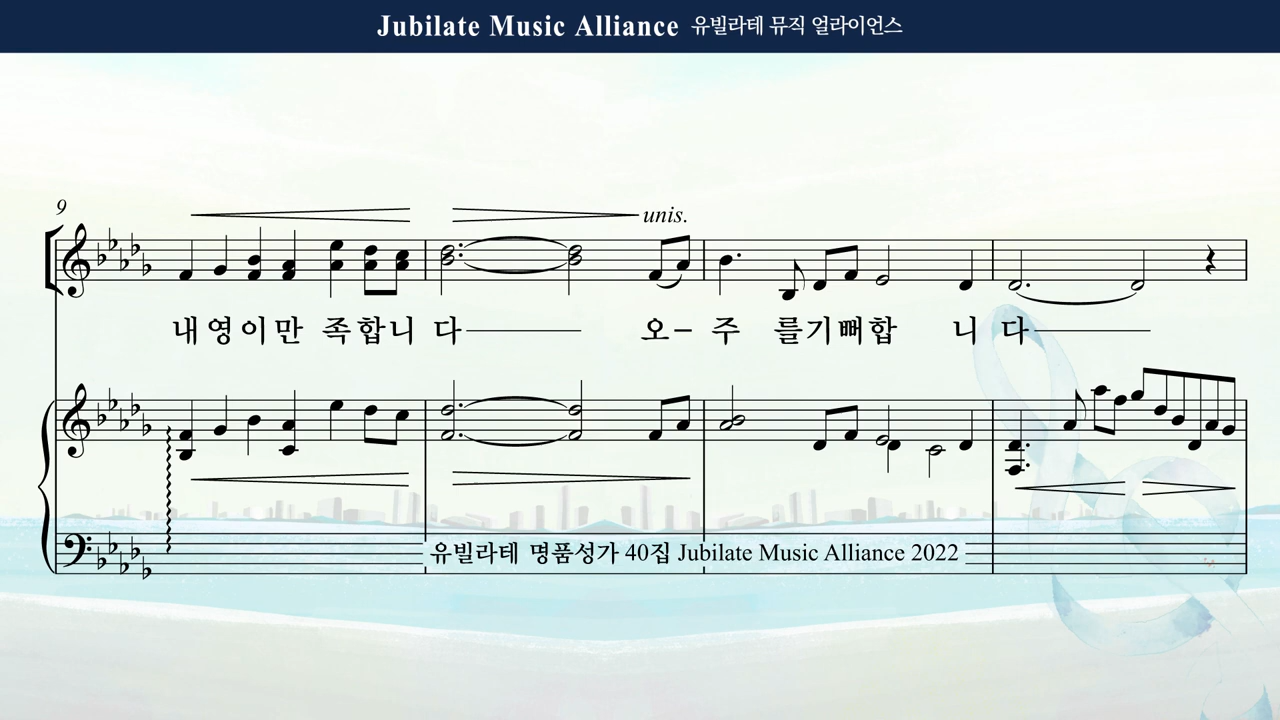 Jubilate Music Alliance 유빌라테 뮤직 얼라이언스
9
unis.
내 영 이 만 족 합 니 다 오 주 를 기 뻐 합 니 다
유빌라테 명품성가 40집 Jubilate Music Alliance 2022